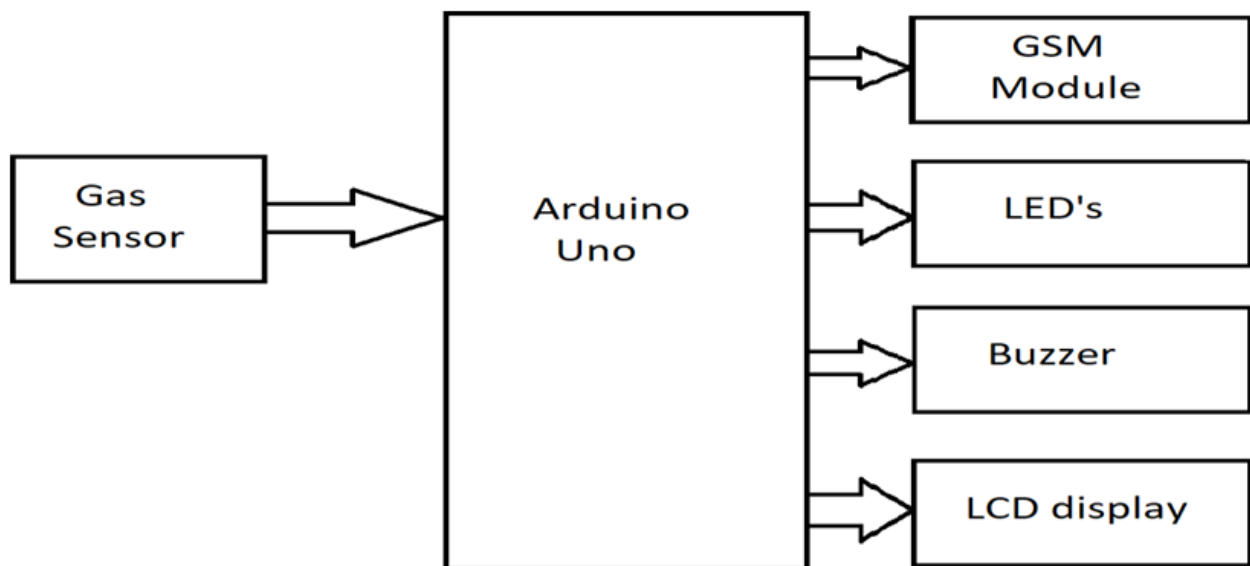 GSM
Module
Gas
Sensor
Arduino
Uno
LED's
Buzzer
LCD display